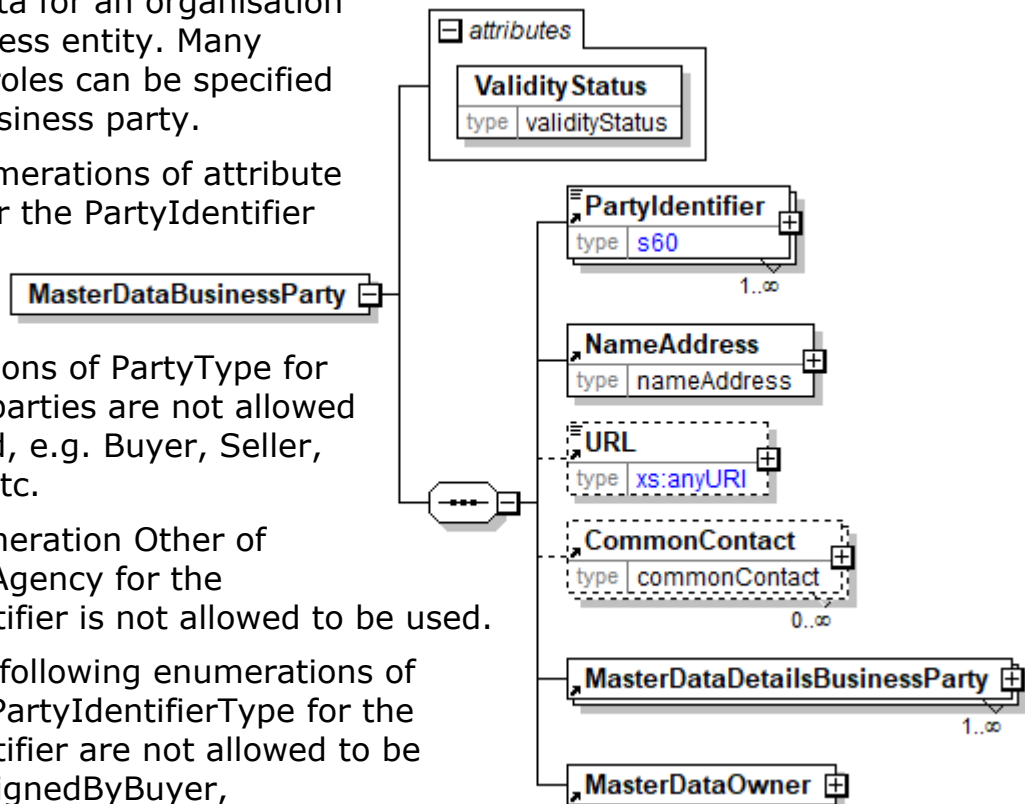 ta for an organisation
ess entity. Many
roles can be specified
siness party.
merations of attribute
r the PartyIdentifier
ions of PartyType for
parties are not allowed
d, e.g. Buyer, Seller,
tc.
neration Other of
Agency for the
tifier is not allowed to be used.
following enumerations of
PartyIdentifierType for the
tifier are not allowed to be
ignedByBuyer,
MasterDataBusinessParty
attributes
ValidityStatus
type validityStatus
PartyIdentifier
type s60
1..∞
NameAddress
type nameAddress
URL
type xs:anyURI
CommonContact
type commonContact
0..∞
MasterDataDetailsBusinessParty
1..∞
MasterDataOwner